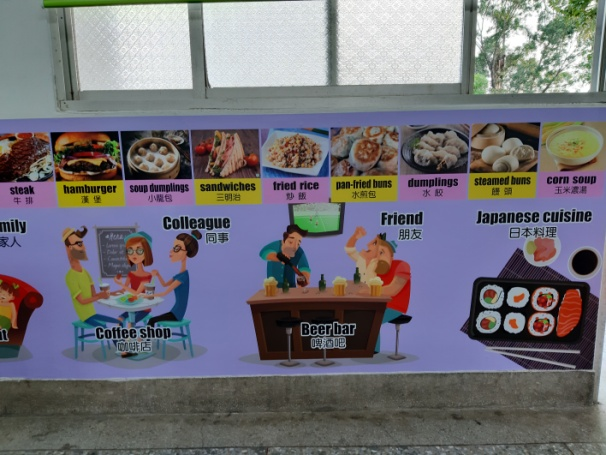 steak
牛排
hamburger
漢堡
soup dumplings
小籠包
sandwiches
三明治
fried rice
炒飯
pan-fried buns
水煎包
dumplings
水餃
steamed buns
饅頭
corn soup
玉米濃湯
mily
家人
Colleague
同事
Friend
朋友
Japanese cuisine
日本料理
Coffee shop
咖啡店
Beer bar
啤酒吧